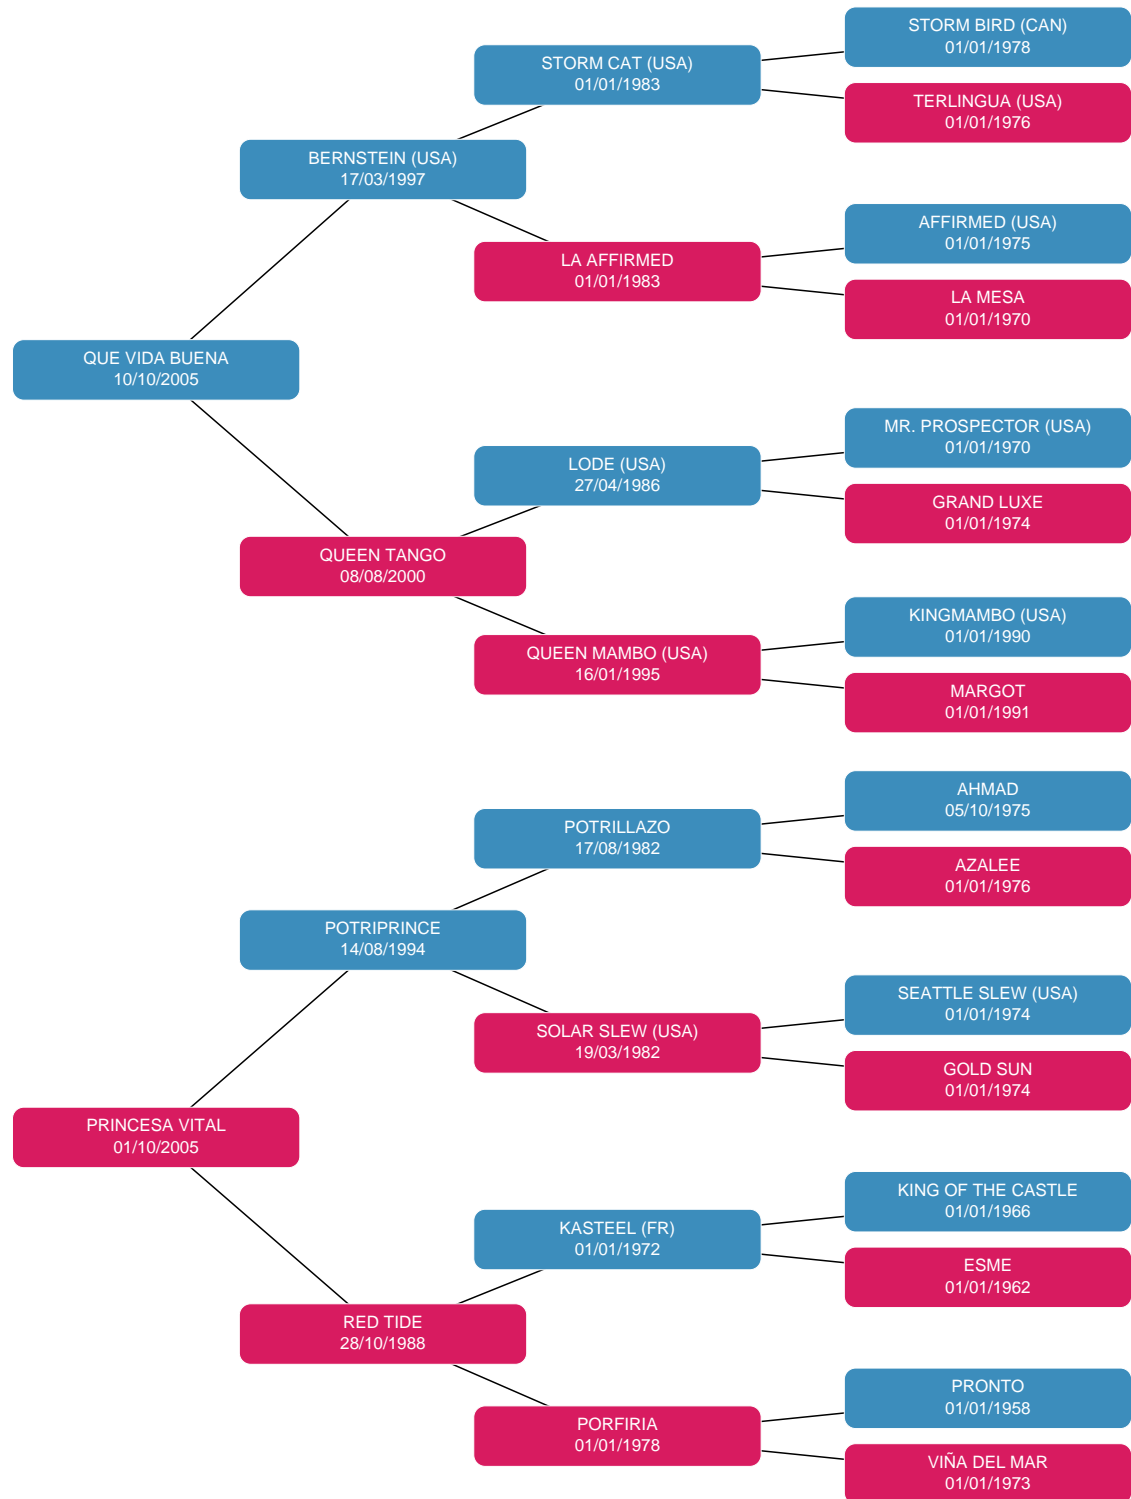 STORM BIRD (CAN)
01/01/1978
STORM CAT (USA)
01/01/1983
TERLINGUA (USA)
01/01/1976
BERNSTEIN (USA)
17/03/1997
AFFIRMED (USA)
01/01/1975
LA AFFIRMED
01/01/1983
LA MESA
01/01/1970
QUE VIDA BUENA
10/10/2005
MR. PROSPECTOR (USA)
01/01/1970
LODE (USA)
27/04/1986
GRAND LUXE
01/01/1974
QUEEN TANGO
08/08/2000
KINGMAMBO (USA)
01/01/1990
QUEEN MAMBO (USA)
16/01/1995
MARGOT
01/01/1991
AHMAD
05/10/1975
POTRILLAZO
17/08/1982
AZALEE
01/01/1976
POTRIPRINCE
14/08/1994
SEATTLE SLEW (USA)
01/01/1974
SOLAR SLEW (USA)
19/03/1982
GOLD SUN
01/01/1974
PRINCESA VITAL
01/10/2005
KING OF THE CASTLE
01/01/1966
KASTEEL (FR)
01/01/1972
ESME
01/01/1962
RED TIDE
28/10/1988
PRONTO
01/01/1958
PORFIRIA
01/01/1978
VIÑA DEL MAR
01/01/1973